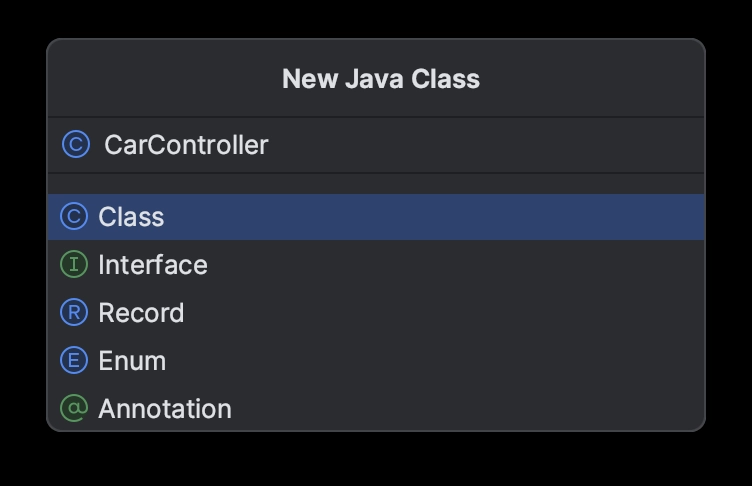 New Java Class
C CarController
C Class
I Interface
R Record
E Enum
@ Annotation